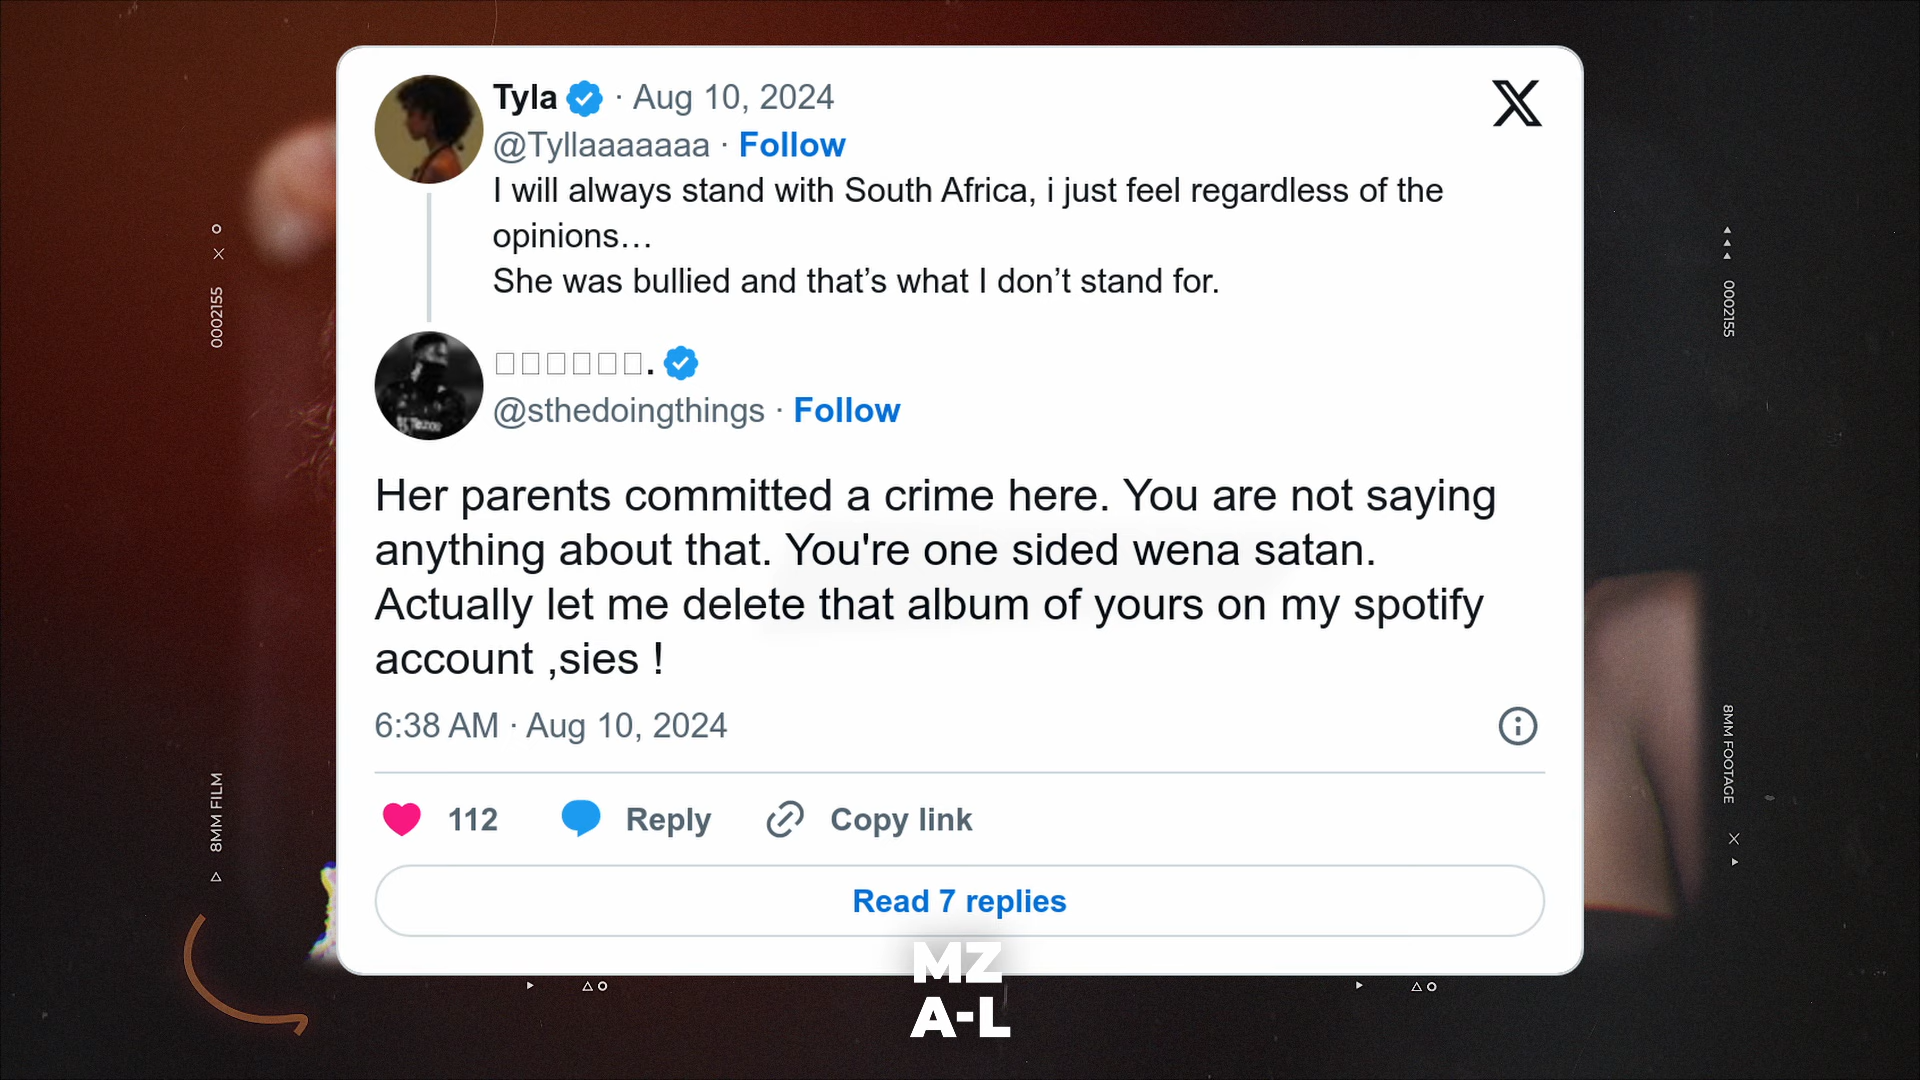 Tyla · Aug 10, 2024
@Tyllaaaaaaa · Follow
I will always stand with South Africa, i just feel regardless of the
opinions…
She was bullied and that’s what I don’t stand for.
□□□□□□.
@sthedoingthings · Follow
Her parents committed a crime here. You are not saying
anything about that. You're one sided wena satan.
Actually let me delete that album of yours on my spotify
account ,sies !
6:38 AM · Aug 10, 2024
112 Reply Copy link
Read 7 replies
MZ
A-L
0002155
8MM FILM
0002155
8MM FOOTAGE